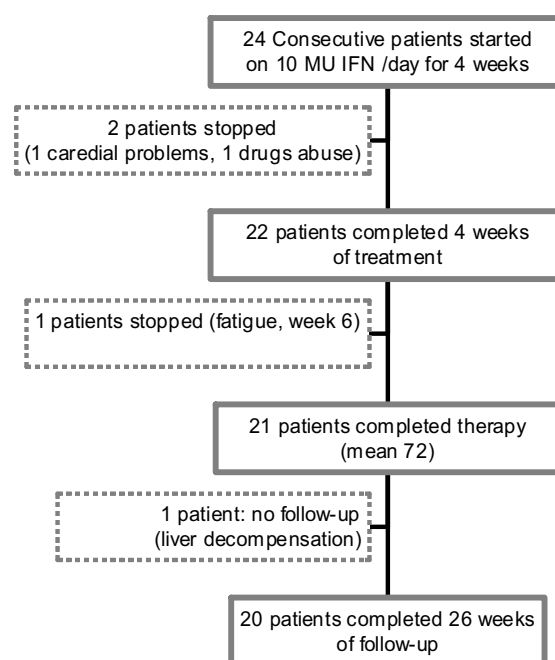 24 Consecutive patients started
on 10 MU IFN /day for 4 weeks
2 patients stopped
(1 caredial problems, 1 drugs abuse)
22 patients completed 4 weeks
of treatment
1 patients stopped (fatigue, week 6)
21 patients completed therapy
(mean 72)
1 patient: no follow-up
(liver decompensation)
20 patients completed 26 weeks
of follow-up